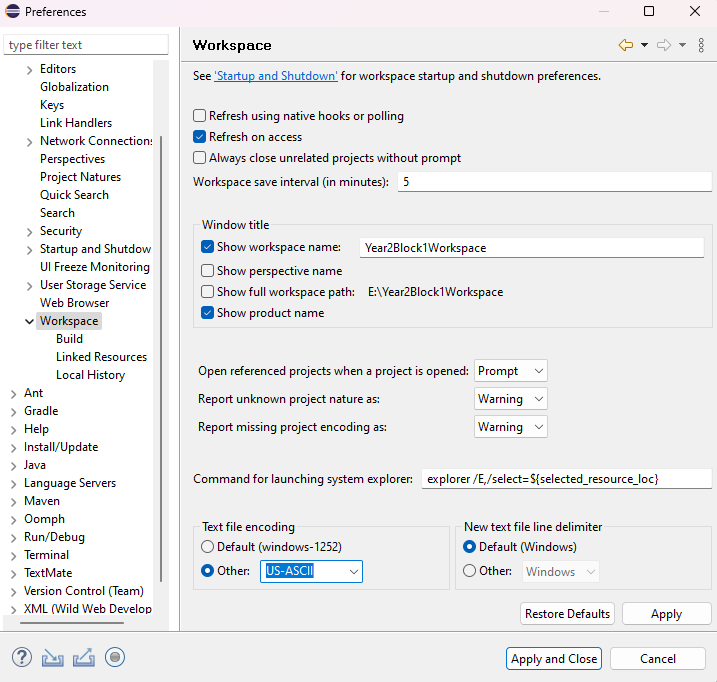 Preferences
type filter text
Editors
Globalization
Keys
Link Handlers
Network Connections
Perspectives
Project Natures
Quick Search
Search
Security
Startup and Shutdow
UI Freeze Monitoring
User Storage Service
Web Browser
Workspace
Build
Linked Resources
Local History
Ant
Gradle
Help
Install/Update
Java
Language Servers
Maven
Oomph
Run/Debug
Terminal
TextMate
Version Control (Team)
XML (Wild Web Develop
Workspace
See 'Startup and Shutdown' for workspace startup and shutdown preferences.
Refresh using native hooks or polling
Refresh on access
Always close unrelated projects without prompt
Workspace save interval (in minutes): 5
Window title
Show workspace name: Year2Block1Workspace
Show perspective name
Show full workspace path: E:\Year2Block1Workspace
Show product name
Open referenced projects when a project is opened: Prompt
Report unknown project nature as: Warning
Report missing project encoding as: Warning
Command for launching system explorer: explorer /E,/select=${selected_resource_loc}
Text file encoding
Default (windows-1252)
Other: US-ASCII
New text file line delimiter
Default (Windows)
Other: Windows
Restore Defaults Apply
? Apply and Close Cancel